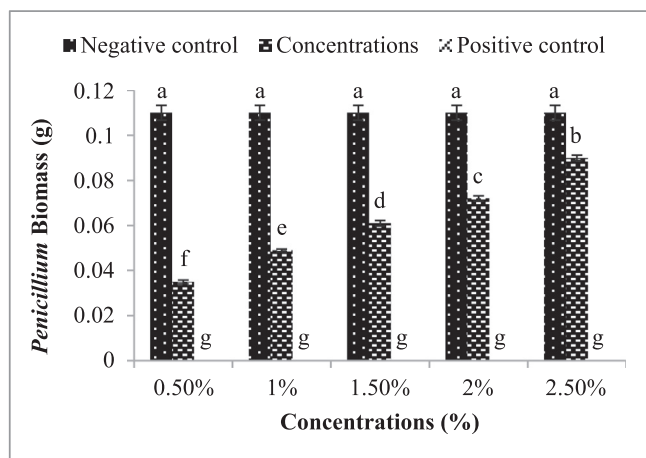 Negative control Concentrations Positive control
0.12
0.1
0.08
0.06
0.04
0.02
0
Penicillium Biomass (g)
a a a a a
f e d c b
g g g g g
0.50% 1% 1.50% 2% 2.50%
Concentrations (%)